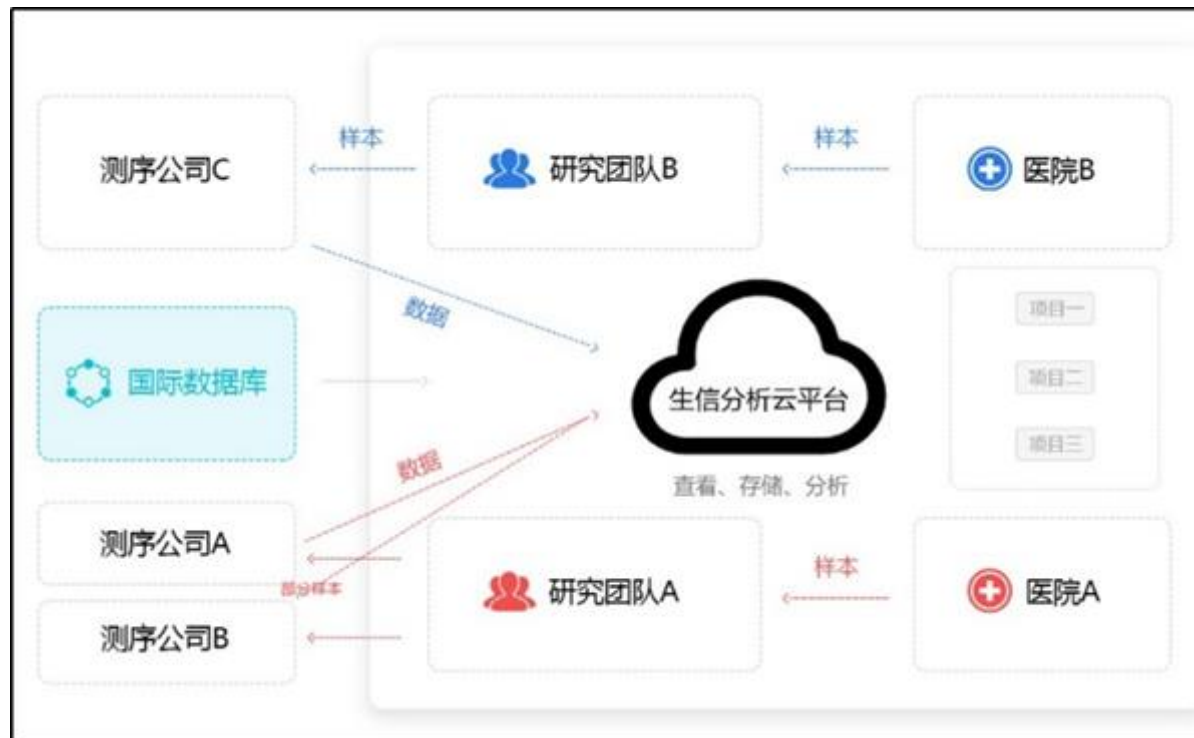 样本
样本
测序公司C
研究团队B
医院B
数据
项目一
国际数据库
项目二
生信分析云平台
数据
项目三
查看、存储、分析
测序公司A
样本
部分样本
研究团队A
医院A
测序公司B